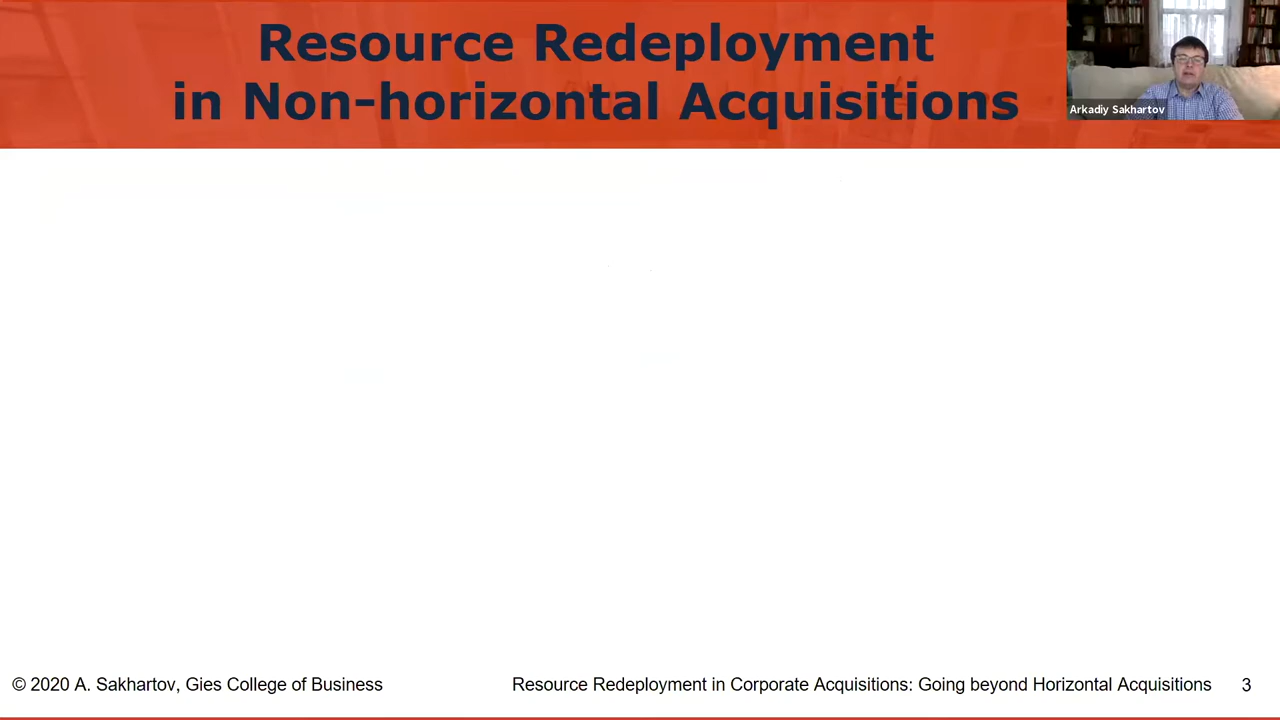 Resource Redeployment
in Non-horizontal Acquisitions
Arkadiy Sakhartov
© 2020 A. Sakhartov, Gies College of Business
Resource Redeployment in Corporate Acquisitions: Going beyond Horizontal Acquisitions
3